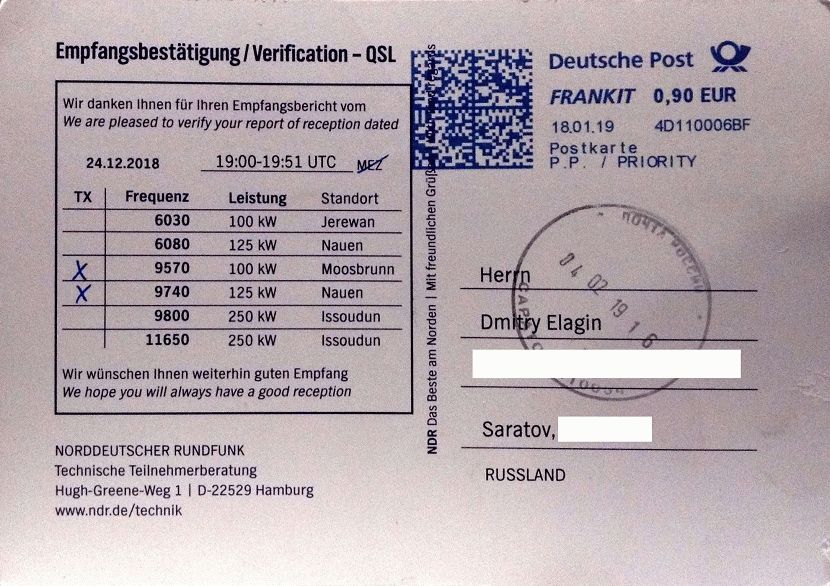 Empfangsbestätigung / Verification – QSL
Wir danken Ihnen für Ihren Empfangsbericht vom
We are pleased to verify your report of reception dated
24.12.2018 19:00-19:51 UTC MEZ
TX Frequenz Leistung Standort
6030 100 kW Jerewan
6080 125 kW Nauen
X 9570 100 kW Moosbrunn
X 9740 125 kW Nauen
9800 250 kW Issoudun
11650 250 kW Issoudun
Wir wünschen Ihnen weiterhin guten Empfang
We hope you will always have a good reception
NORDDEUTSCHER RUNDFUNK
Technische Teilnehmerberatung
Hugh-Greene-Weg 1 | D-22529 Hamburg
www.ndr.de/technik
NDR Das Beste am Norden | Mit freundlichen
Deutsche Post
FRANKIT 0,90 EUR
18.01.19 4D110006BF
Postkarte
P.P. / PRIORITY
ПОЧТА РОССИИ
04 02 19 16
Herrn
Dmitry Elagin
Saratov,
RUSSLAND